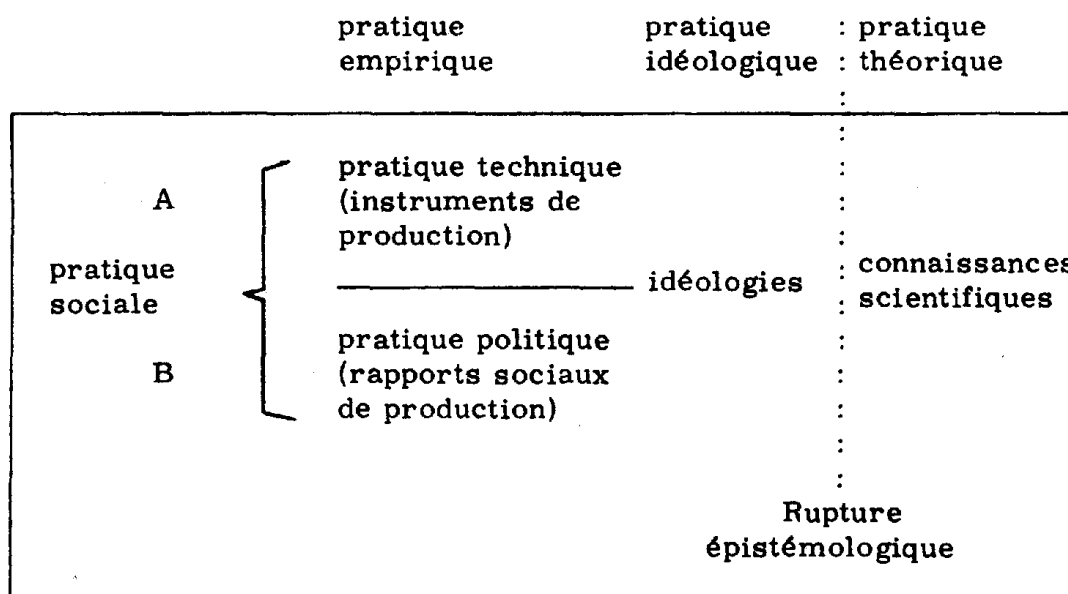 pratique pratique : pratique
empirique idéologique : théorique
pratique technique
A (instruments de
production)
pratique connaissances
sociale idéologies scientifiques
pratique politique
B (rapports sociaux
de production)
Rupture
épistémologique